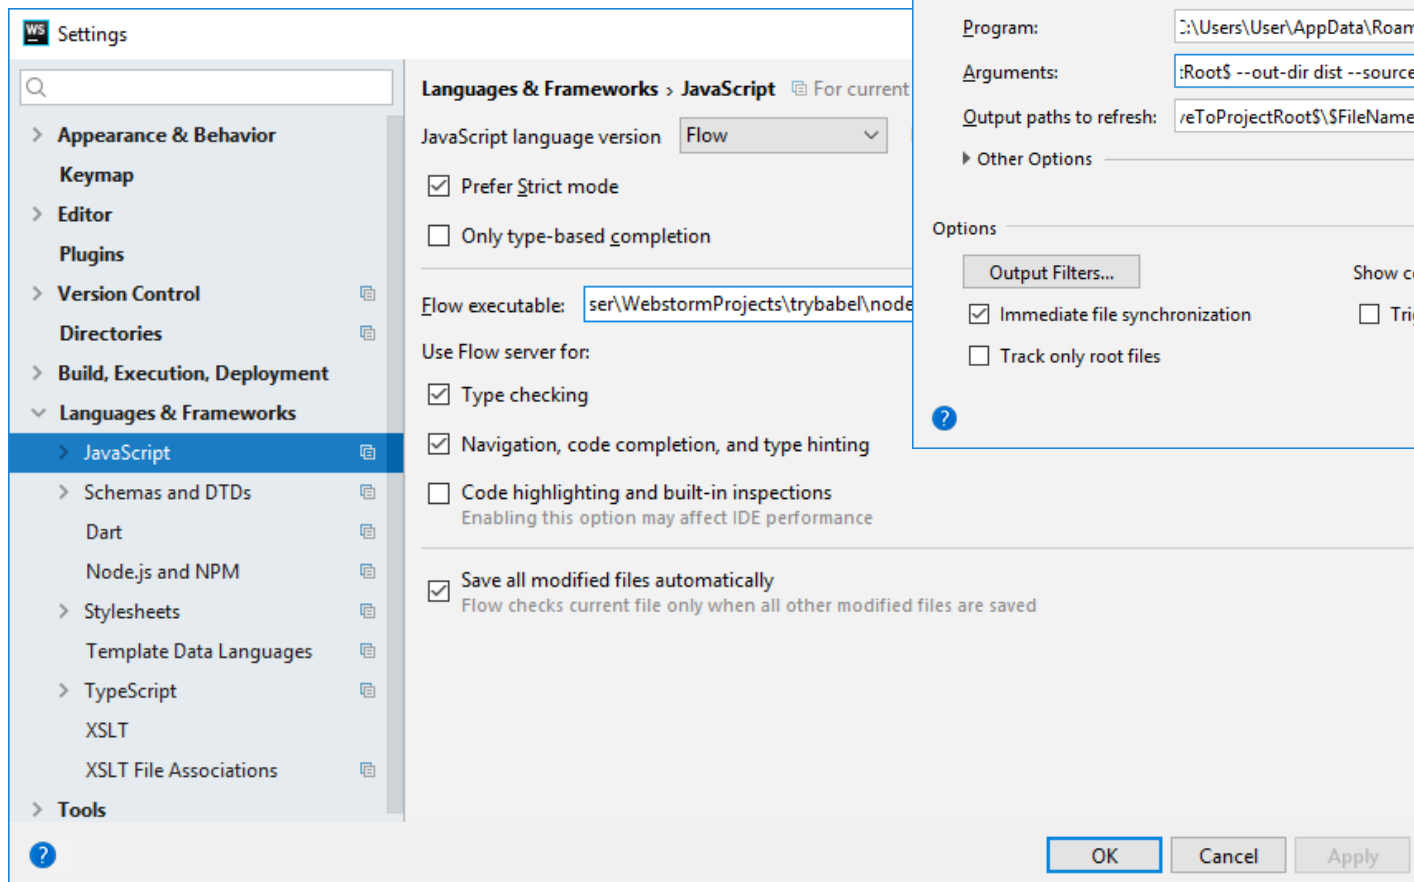 WS Settings
Appearance & Behavior
Keymap
Editor
Plugins
Version Control
Directories
Build, Execution, Deployment
Languages & Frameworks
JavaScript
Schemas and DTDs
Dart
Node.js and NPM
Stylesheets
Template Data Languages
TypeScript
XSLT
XSLT File Associations
Tools
?
Languages & Frameworks › JavaScript For current
JavaScript language version Flow
Prefer Strict mode
Only type-based completion
Flow executable: ser\WebstormProjects\trybabel\node
Use Flow server for:
Type checking
Navigation, code completion, and type hinting
Code highlighting and built-in inspections
Enabling this option may affect IDE performance
Save all modified files automatically
Flow checks current file only when all other modified files are saved
OK Cancel Apply
Program: :\Users\User\AppData\Roam
Arguments: :Root$ --out-dir dist --source
Output paths to refresh: eToProjectRoot$\$FileName
Other Options
Options
Output Filters... Show c
Immediate file synchronization Tri
Track only root files
?